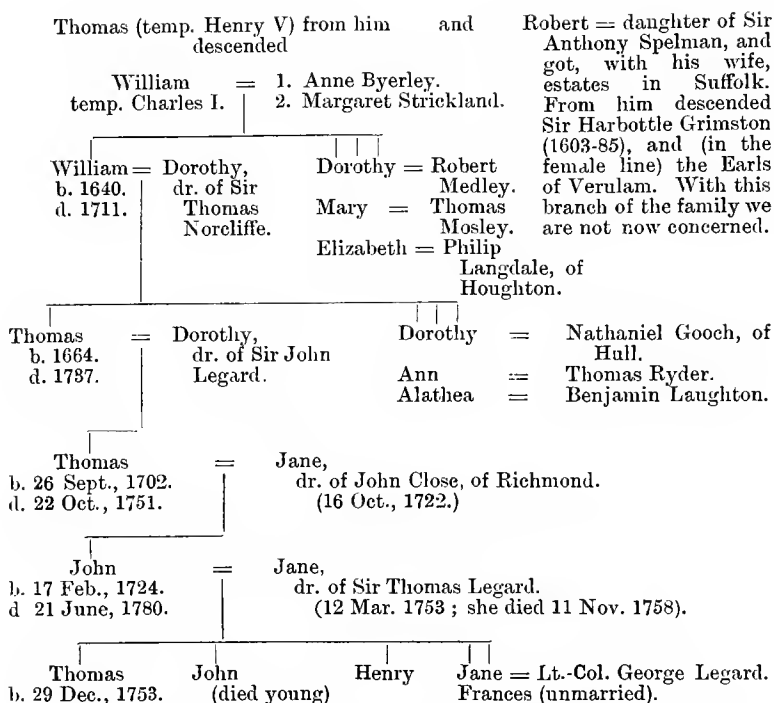 Thomas (temp. Henry V) from him and
descended
Robert = daughter of Sir
Anthony Spelman, and
got, with his wife,
estates in Suffolk.
From him descended
Sir Harbottle Grimston
(1603-85), and (in the
female line) the Earls
of Verulam. With this
branch of the family we
are not now concerned.
William = 1. Anne Byerley.
temp. Charles I. 2. Margaret Strickland.
William = Dorothy,
b. 1640. dr. of Sir
d. 1711. Thomas
Norcliffe.
Dorothy = Robert
Medley.
Mary = Thomas
Mosley.
Elizabeth = Philip
Langdale, of
Houghton.
Thomas = Dorothy,
b. 1664. dr. of Sir John
d. 1737. Legard.
Dorothy = Nathaniel Gooch, of
Hull.
Ann = Thomas Ryder.
Alathea = Benjamin Laughton.
Thomas = Jane,
b. 26 Sept., 1702. dr. of John Close, of Richmond.
d. 22 Oct., 1751. (16 Oct., 1722.)
John = Jane,
b. 17 Feb., 1724. dr. of Sir Thomas Legard.
d 21 June, 1780. (12 Mar. 1753 ; she died 11 Nov. 1758).
Thomas John Henry Jane = Lt.-Col. George Legard.
b. 29 Dec., 1753. (died young) Frances (unmarried).